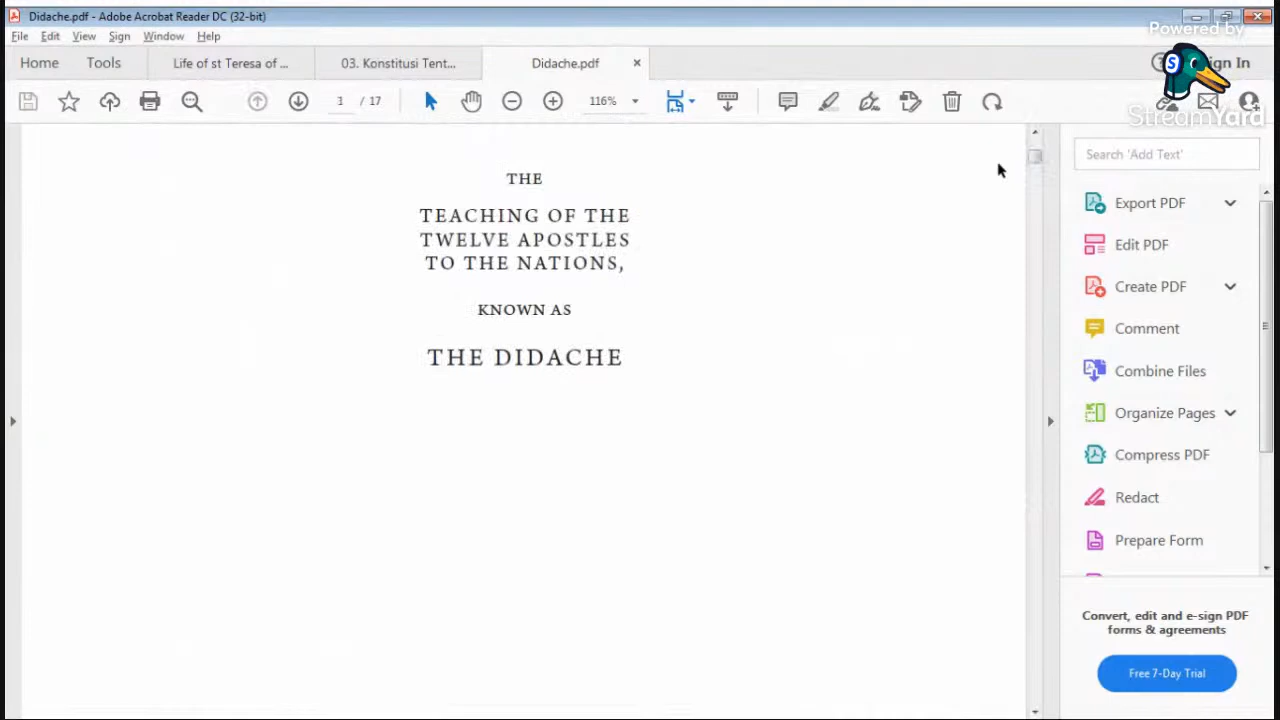 Didache.pdf - Adobe Acrobat Reader DC (32-bit)
Powered by
File Edit View Sign Window Help
Home Tools Life of st Teresa of ... 03. Konstitusi Tent... Didache.pdf × Sign In
1 / 17 116%
StreamYard
THE
TEACHING OF THE
TWELVE APOSTLES
TO THE NATIONS,
KNOWN AS
THE DIDACHE
Search 'Add Text'
Export PDF
Edit PDF
Create PDF
Comment
Combine Files
Organize Pages
Compress PDF
Redact
Prepare Form
Convert, edit and e-sign PDF
forms & agreements
Free 7-Day Trial